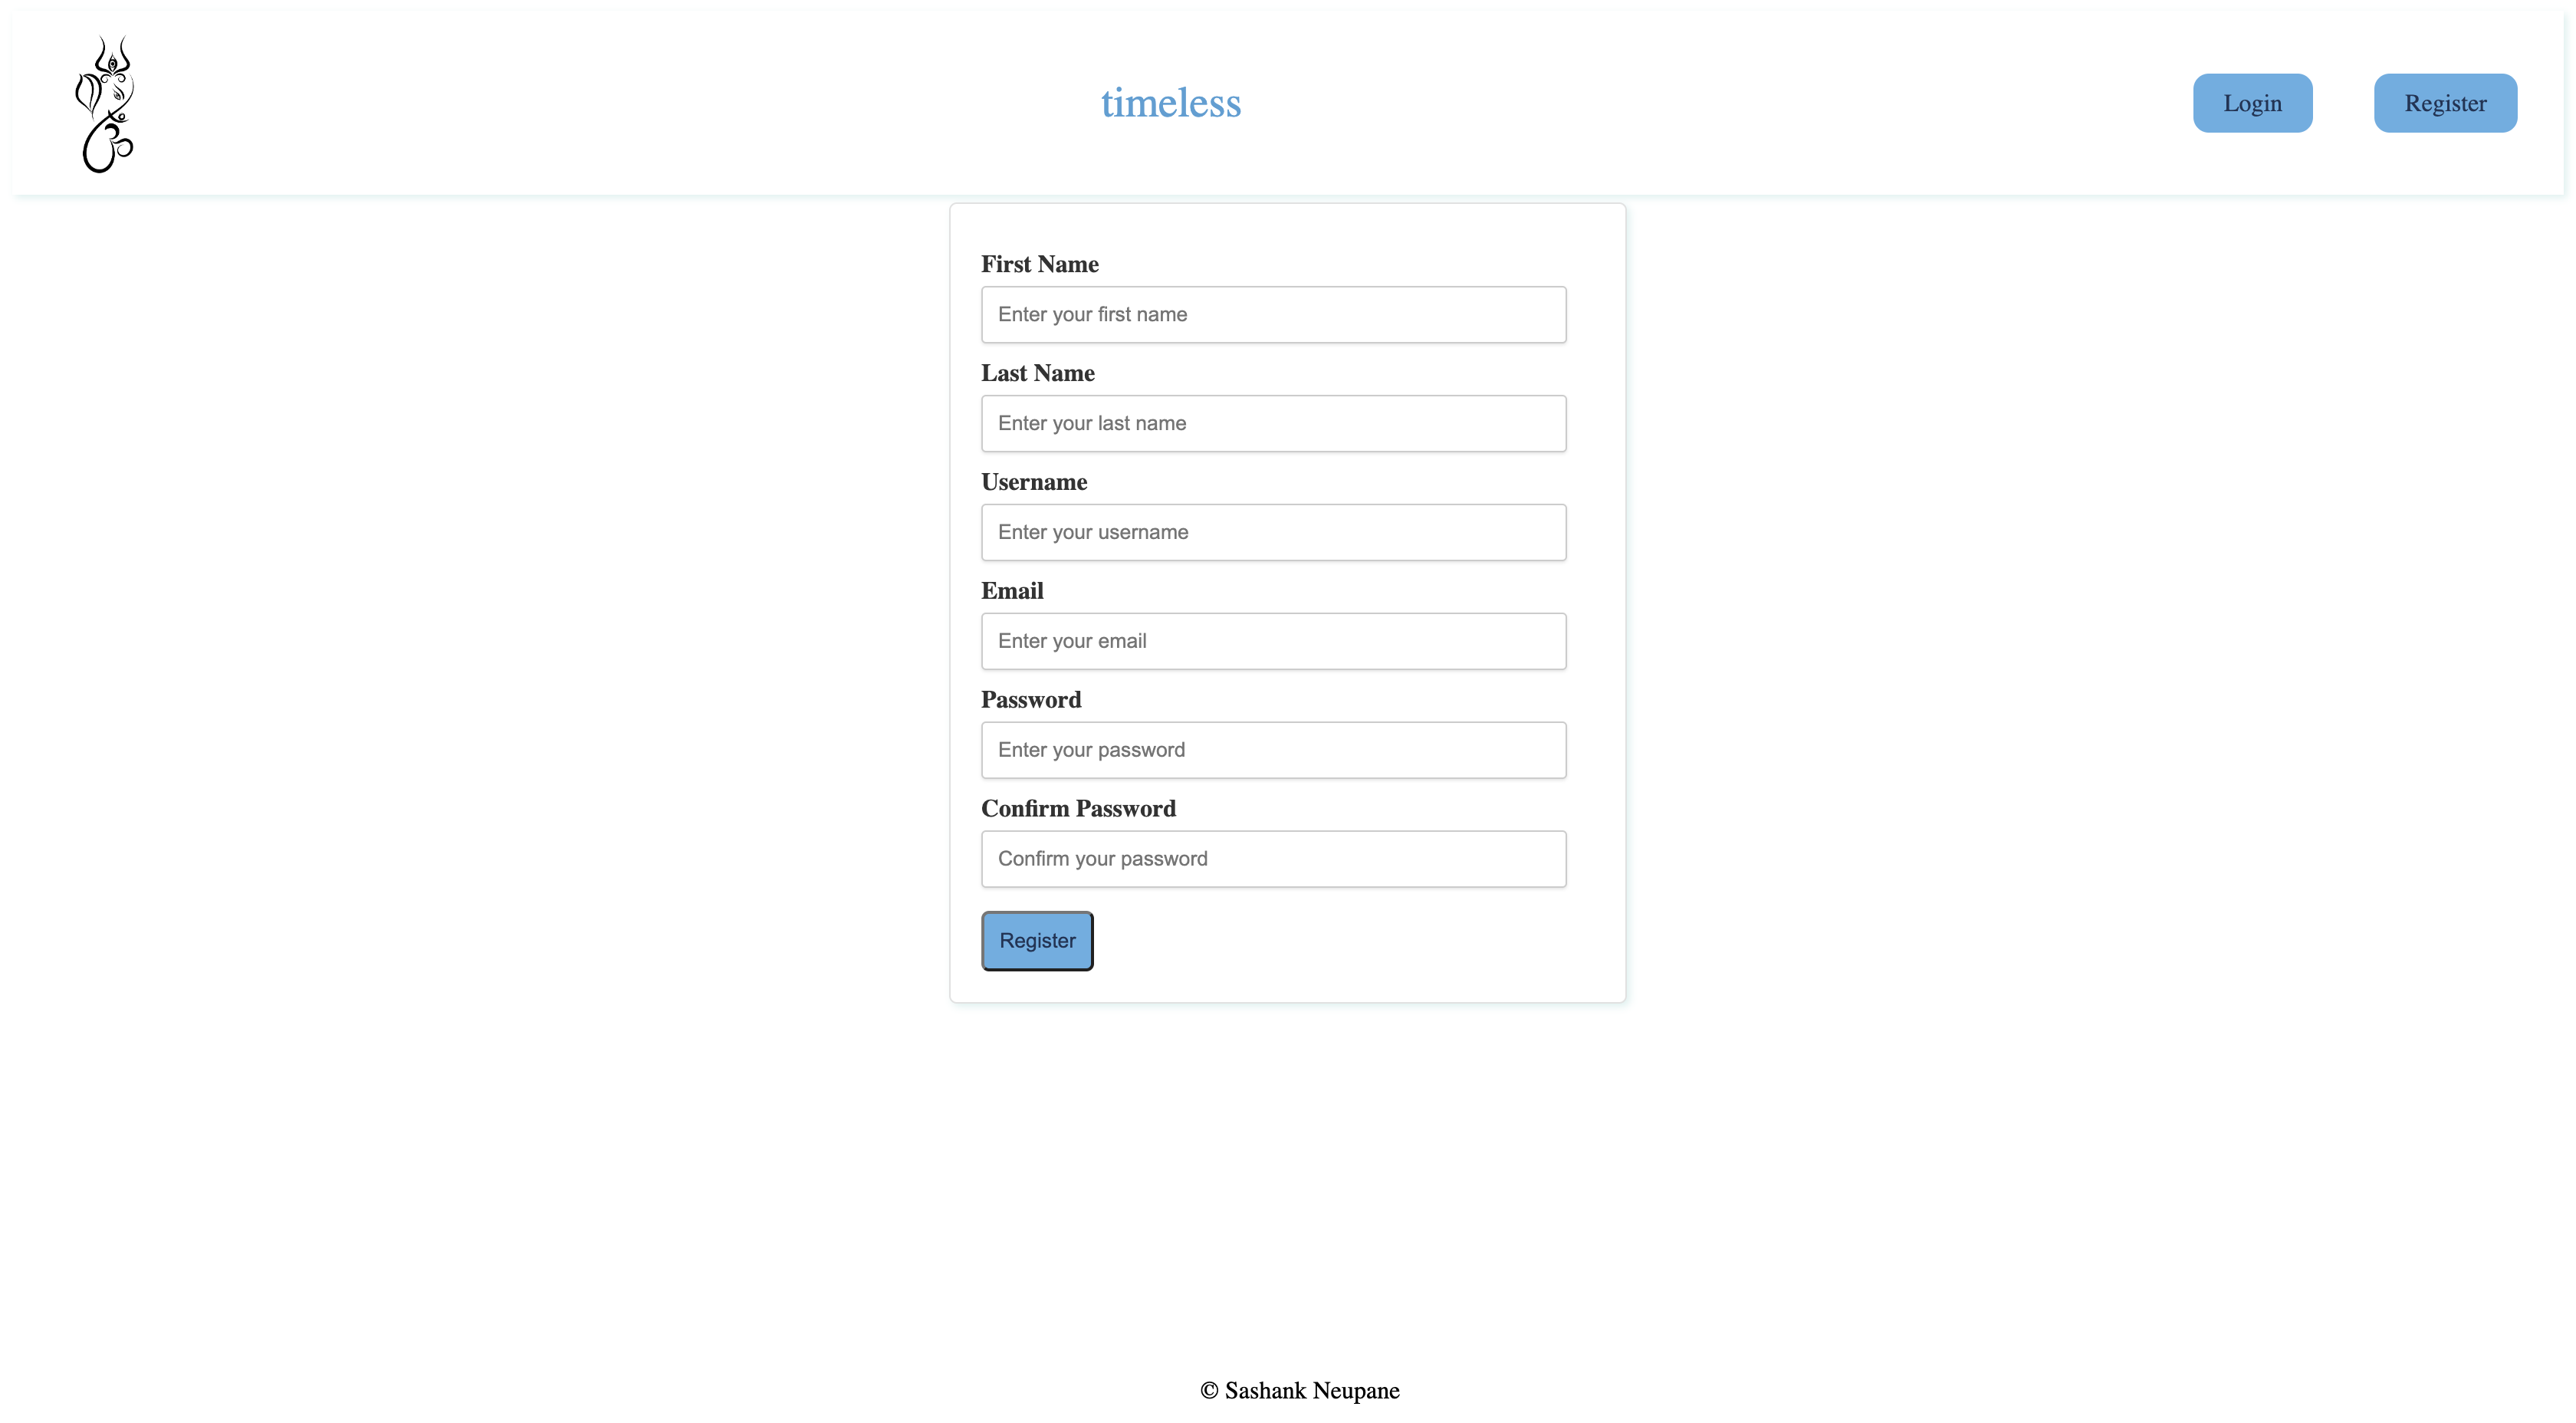 timeless
Login
Register
First Name
Enter your first name
Last Name
Enter your last name
Username
Enter your username
Email
Enter your email
Password
Enter your password
Confirm Password
Confirm your password
Register
© Sashank Neupane